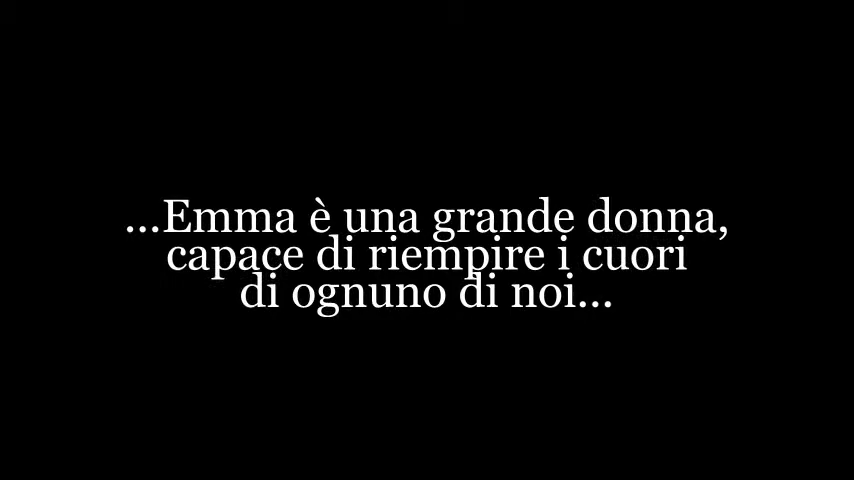 ...Emma è una grande donna,
capace di riempire i cuori
di ognuno di noi...